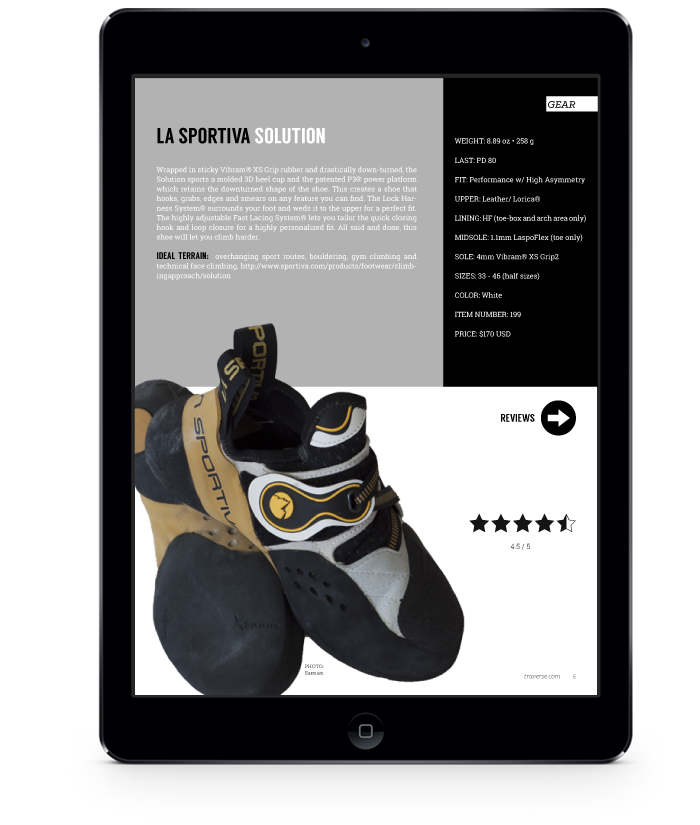 GEAR
LA SPORTIVA SOLUTION
Wrapped in sticky Vibram® XS Grip rubber and drastically down-turned, the
Solution sports a molded 3D heel cup and the patented P3® power platform
which retains the downturned shape of the shoe. This creates a shoe that
hooks, grabs, edges and smears on any feature you can find. The Lock Har-
ness System® surrounds your foot and weds it to the upper for a perfect fit.
The highly adjustable Fast Lacing System® lets you tailor the quick closing
hook and loop closure for a highly personalized fit. All said and done, this
shoe will let you climb harder.
IDEAL TERRAIN: overhanging sport routes, bouldering, gym climbing and
technical face climbing. http://www.sportiva.com/products/footwear/climb-
ingapproach/solution
WEIGHT: 8.89 oz • 258 g
LAST: PD 80
FIT: Performance w/ High Asymmetry
UPPER: Leather/ Lorica®
LINING: HF (toe-box and arch area only)
MIDSOLE: 1.1mm LaspoFlex (toe only)
SOLE: 4mm Vibram® XS Grip2
SIZES: 33 - 46 (half sizes)
COLOR: White
ITEM NUMBER: 199
PRICE: $170 USD
REVIEWS
4.5 / 5
SPORTIV
PHOTO:
traverse.com 5